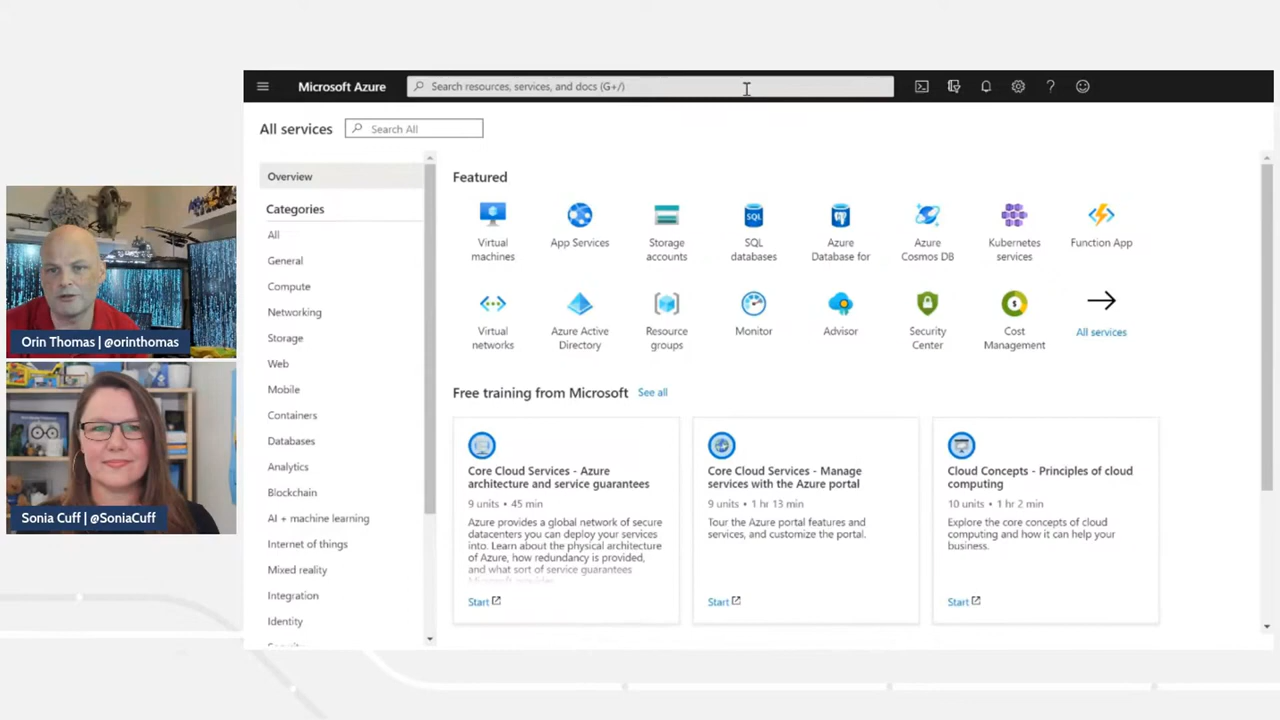 Microsoft Azure
Search resources, services, and docs (G+/)
All services
Search All
Overview
Categories
All
General
Compute
Networking
Storage
Web
Mobile
Containers
Databases
Analytics
Blockchain
AI + machine learning
Internet of things
Mixed reality
Integration
Identity
Featured
Virtual
machines
App Services
Storage
accounts
SQL
SQL
databases
Azure
Database for
Azure
Cosmos DB
Kubernetes
services
Function App
Virtual
networks
Azure Active
Directory
Resource
groups
Monitor
Advisor
Security
Center
Cost
Management
All services
Free training from Microsoft
See all
Core Cloud Services - Azure
architecture and service guarantees
9 units • 45 min
Azure provides a global network of secure
datacenters you can deploy your services
into. Learn about the physical architecture
of Azure, how redundancy is provided,
and what sort of service guarantees
Microsoft provides
Start
Core Cloud Services - Manage
services with the Azure portal
9 units • 1 hr 13 min
Tour the Azure portal features and
services, and customize the portal.
Start
Cloud Concepts - Principles of cloud
computing
10 units • 1 hr 2 min
Explore the core concepts of cloud
computing and how it can help your
business.
Start
Orin Thomas | @orinthomas
Sonia Cuff | @SoniaCuff